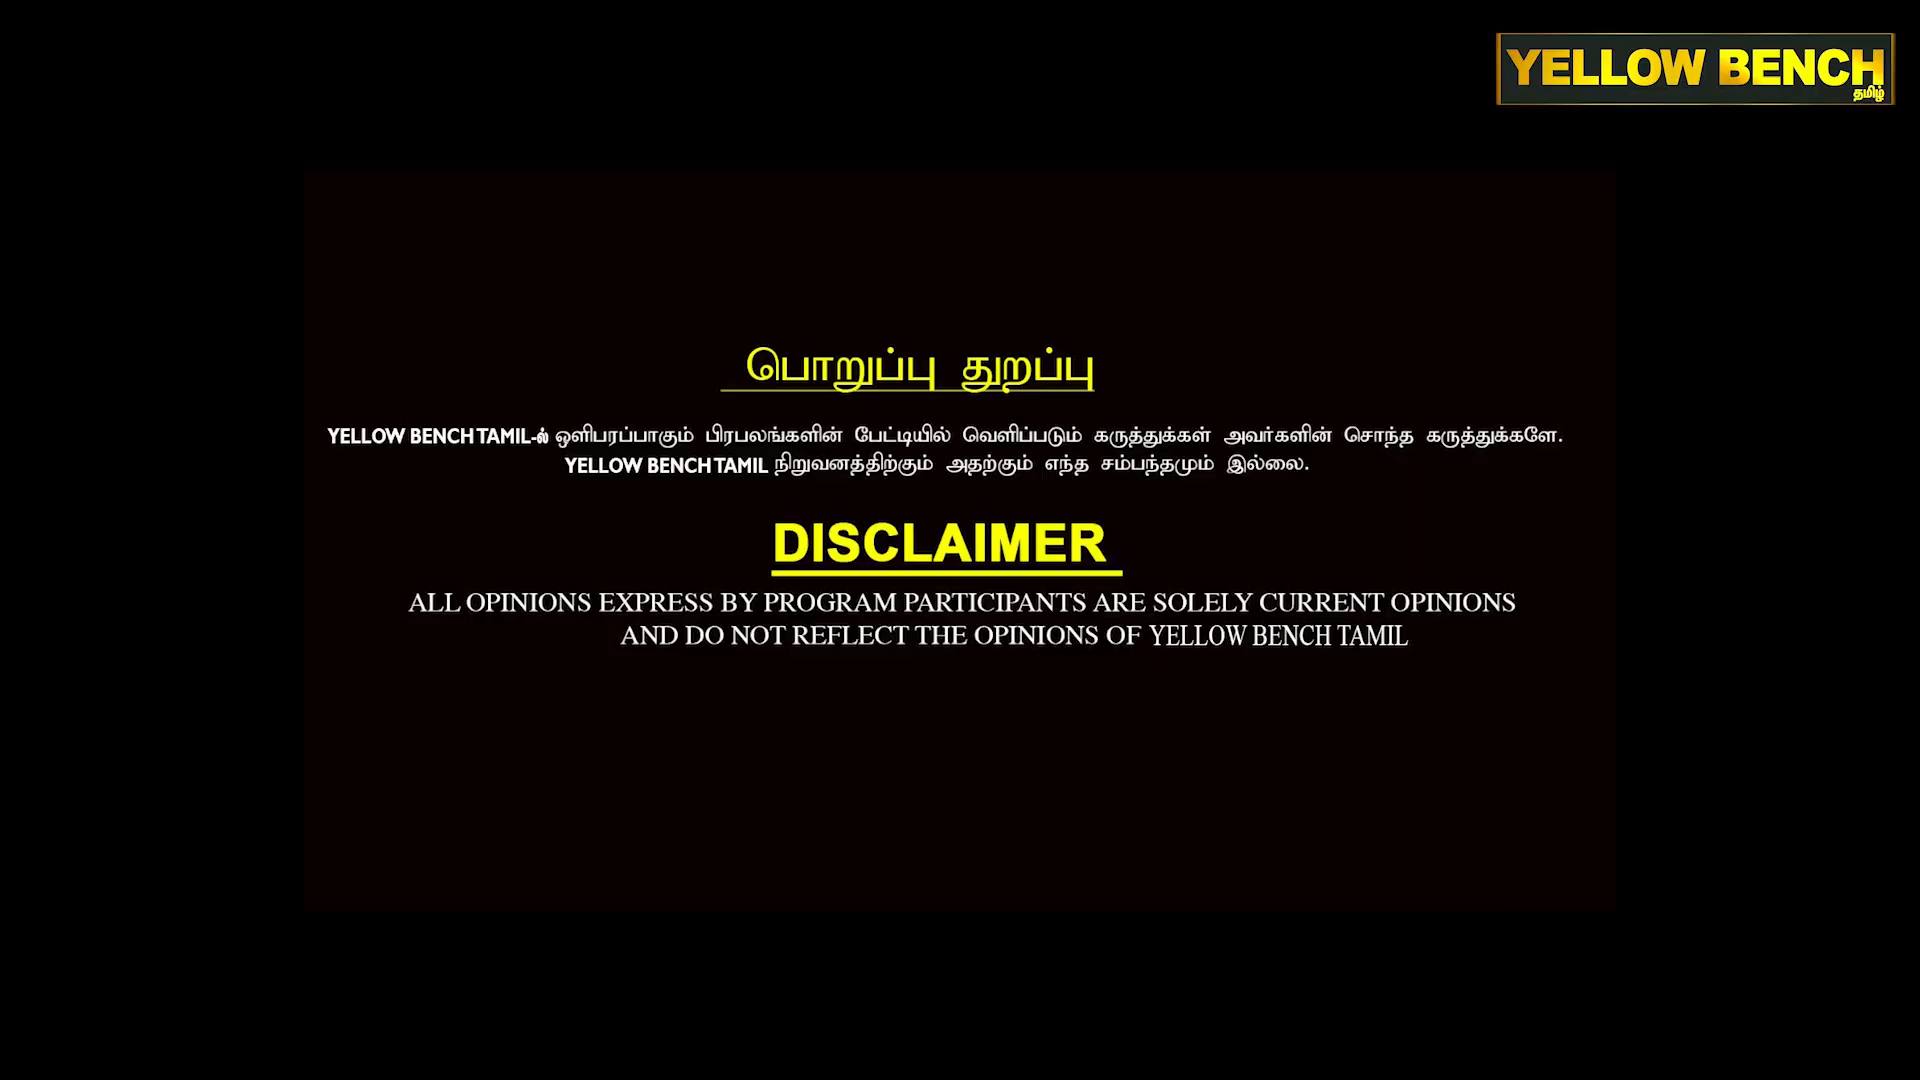 YELLOW BENCH
தமிழ்
பொறுப்பு துறப்பு
YELLOW BENCH TAMIL-ல் ஒளிபரப்பாகும் பிரபலங்களின் பேட்டியில் வெளிப்படும் கருத்துக்கள் அவர்களின் சொந்த கருத்துக்களே.
YELLOW BENCH TAMIL நிறுவனத்திற்கும் அதற்கும் எந்த சம்பந்தமும் இல்லை.
DISCLAIMER
ALL OPINIONS EXPRESS BY PROGRAM PARTICIPANTS ARE SOLELY CURRENT OPINIONS
AND DO NOT REFLECT THE OPINIONS OF YELLOW BENCH TAMIL